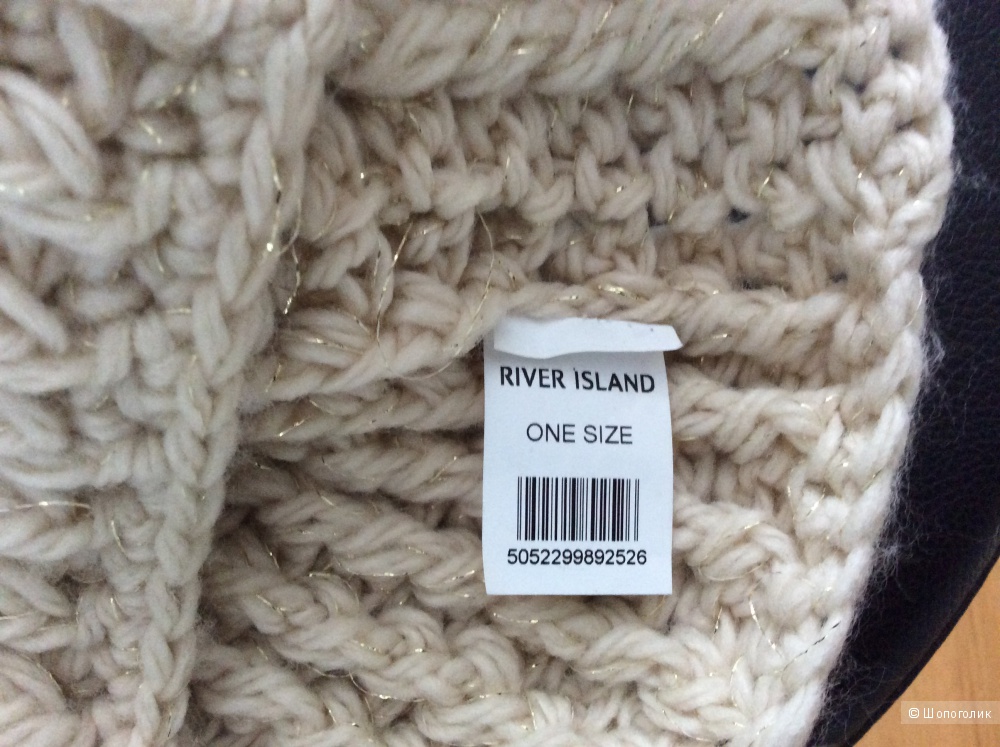 RIVER ISLAND
ONE SIZE
5052299892526
© Шопоголик